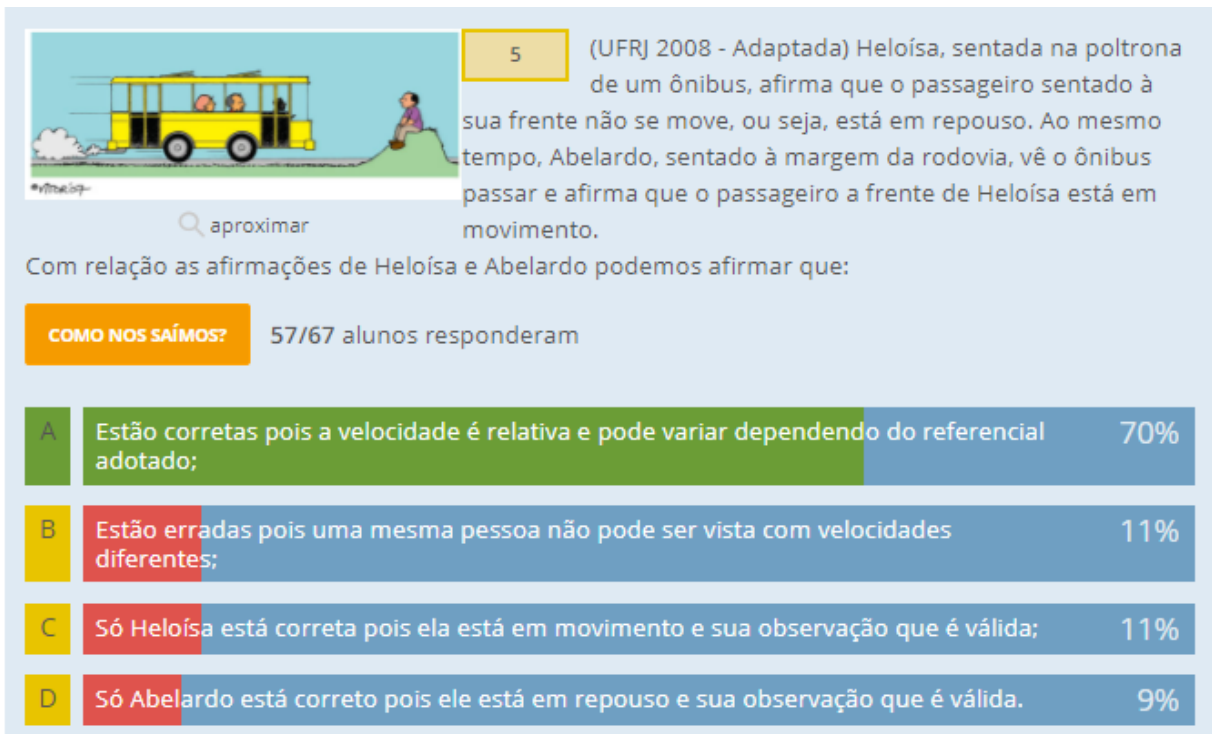 5
(UFRJ 2008 - Adaptada) Heloísa, sentada na poltrona
de um ônibus, afirma que o passageiro sentado à
sua frente não se move, ou seja, está em repouso. Ao mesmo
tempo, Abelardo, sentado à margem da rodovia, vê o ônibus
passar e afirma que o passageiro a frente de Heloísa está em
movimento.
aproximar
Com relação as afirmações de Heloísa e Abelardo podemos afirmar que:
COMO NOS SAÍMOS?
57/67 alunos responderam
A
Estão corretas pois a velocidade é relativa e pode variar dependendo do referencial
adotado;
70%
B
Estão erradas pois uma mesma pessoa não pode ser vista com velocidades
diferentes;
11%
C
Só Heloísa está correta pois ela está em movimento e sua observação que é válida;
11%
D
Só Abelardo está correto pois ele está em repouso e sua observação que é válida.
9%